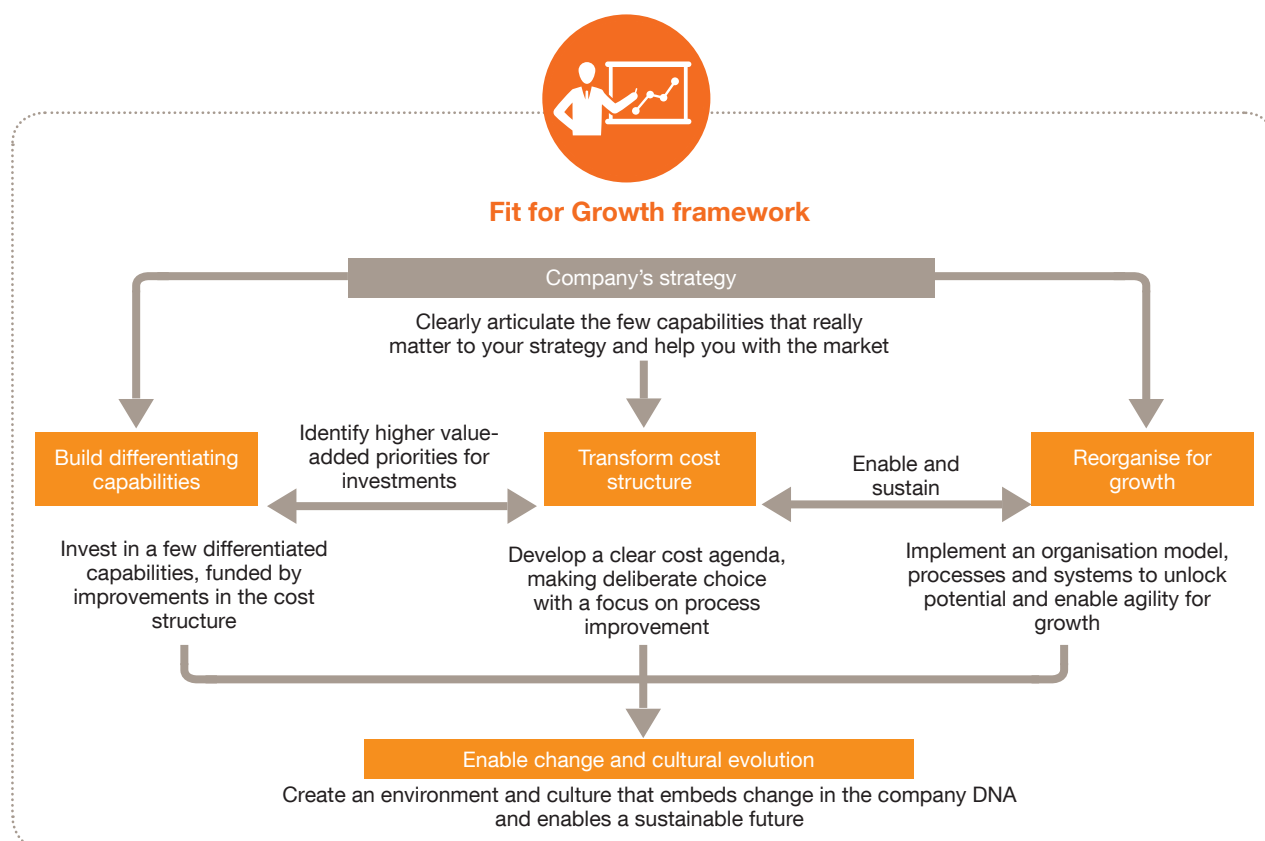 Fit for Growth framework
Company's strategy
Clearly articulate the few capabilities that really
matter to your strategy and help you with the market
Build differentiating
capabilities
Identify higher value-
added priorities for
investments
Transform cost
structure
Enable and
sustain
Reorganise for
growth
Invest in a few differentiated
capabilities, funded by
improvements in the cost
structure
Develop a clear cost agenda,
making deliberate choice
with a focus on process
improvement
Implement an organisation model,
processes and systems to unlock
potential and enable agility for
growth
Enable change and cultural evolution
Create an environment and culture that embeds change in the company DNA
and enables a sustainable future